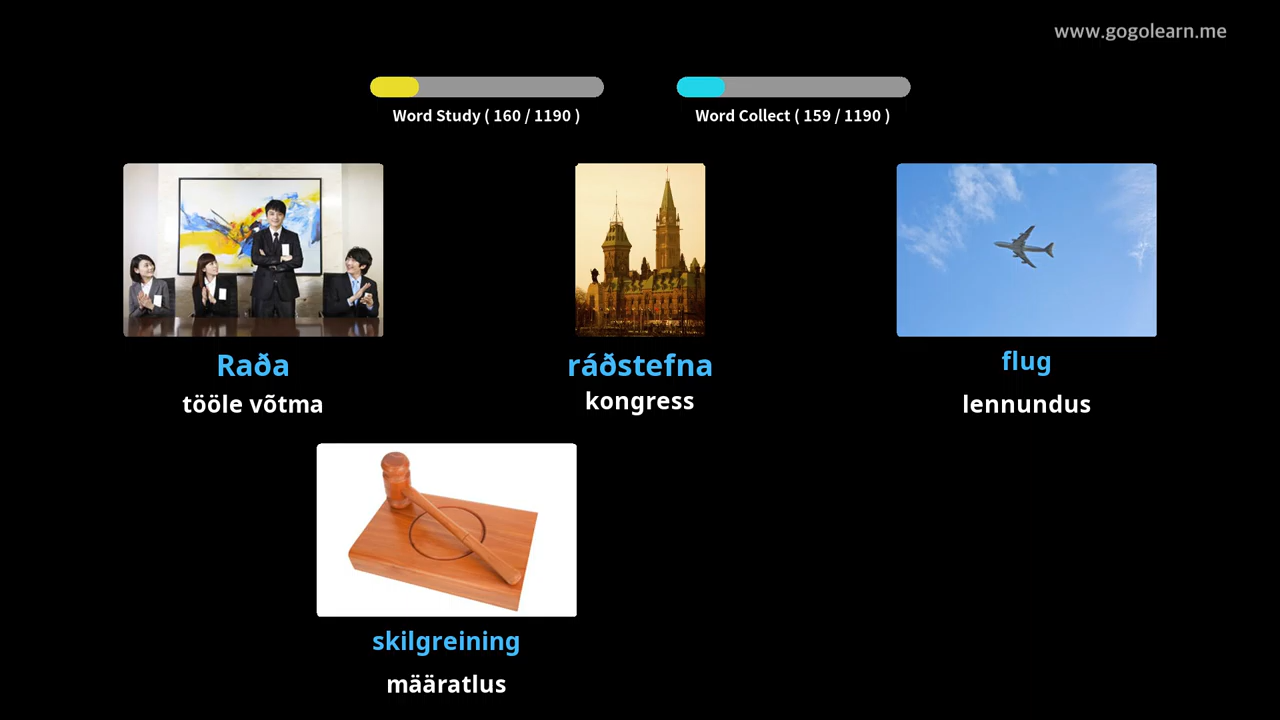 www.gogolearn.me
Word Study ( 160 / 1190 )
Word Collect ( 159 / 1190 )
Raða
ráðstefna
flug
tööle võtma
kongress
lennundus
skilgreining
määratlus